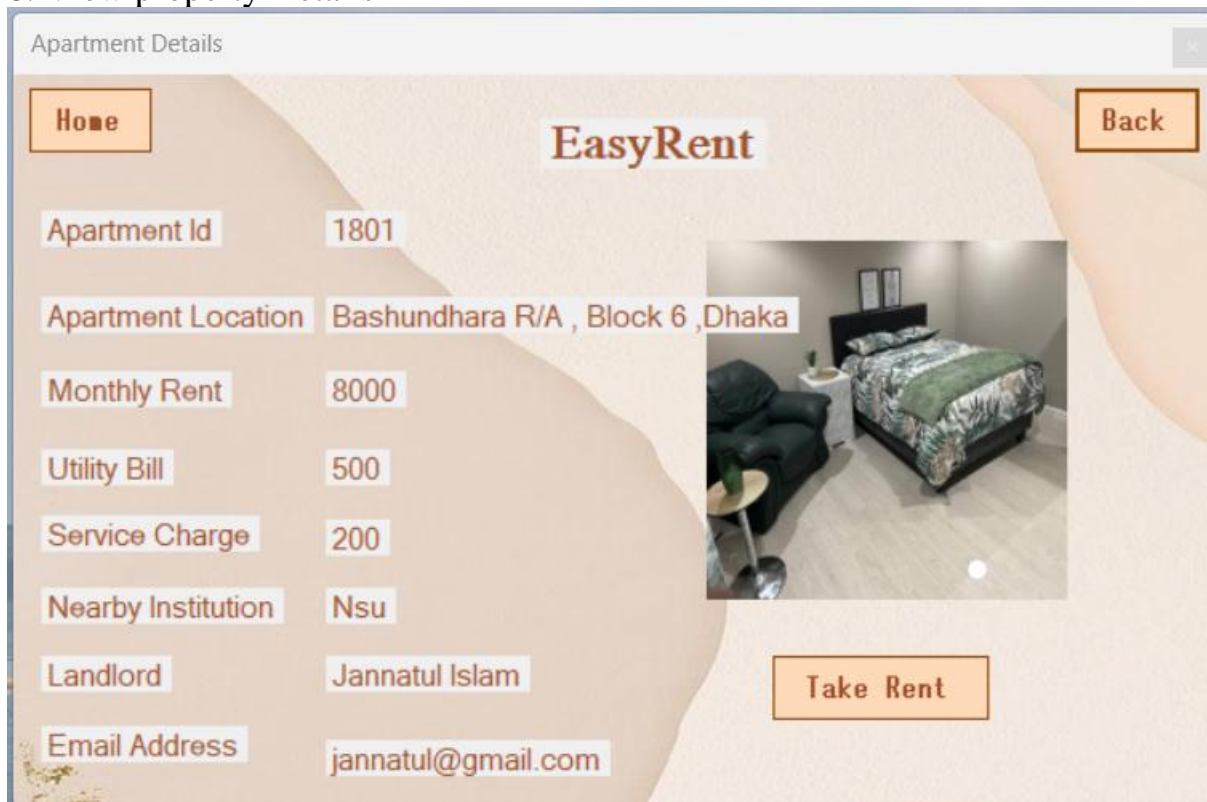 Apartment Details
Home
EasyRent
Back
Apartment Id 1801
Apartment Location Bashundhara R/A , Block 6 ,Dhaka
Monthly Rent 8000
Utility Bill 500
Service Charge 200
Nearby Institution Nsu
Landlord Jannatul Islam
Take Rent
Email Address jannatul@gmail.com